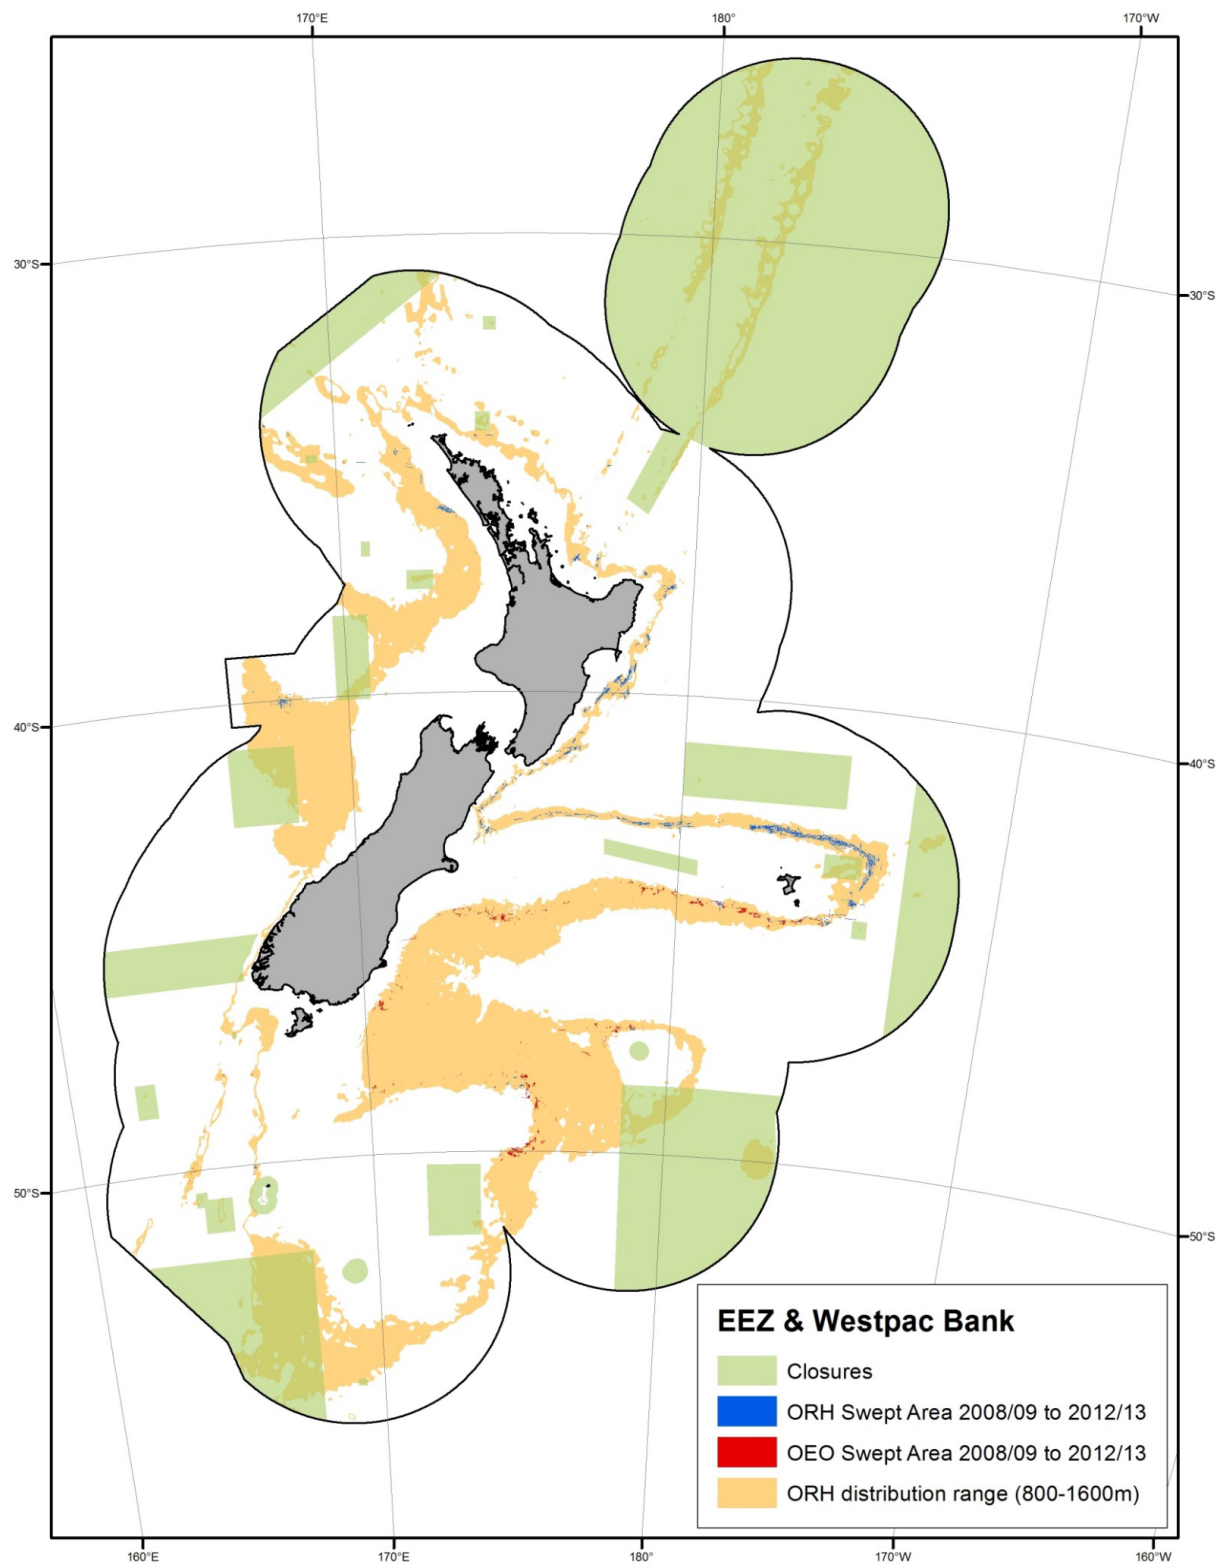 170°E 180° 170°W
30°S
30°S
40°S
40°S
50°S
50°S
EEZ & Westpac Bank
Closures
ORH Swept Area 2008/09 to 2012/13
OEO Swept Area 2008/09 to 2012/13
ORH distribution range (800-1600m)
160°E 170°E 180° 170°W 160°W